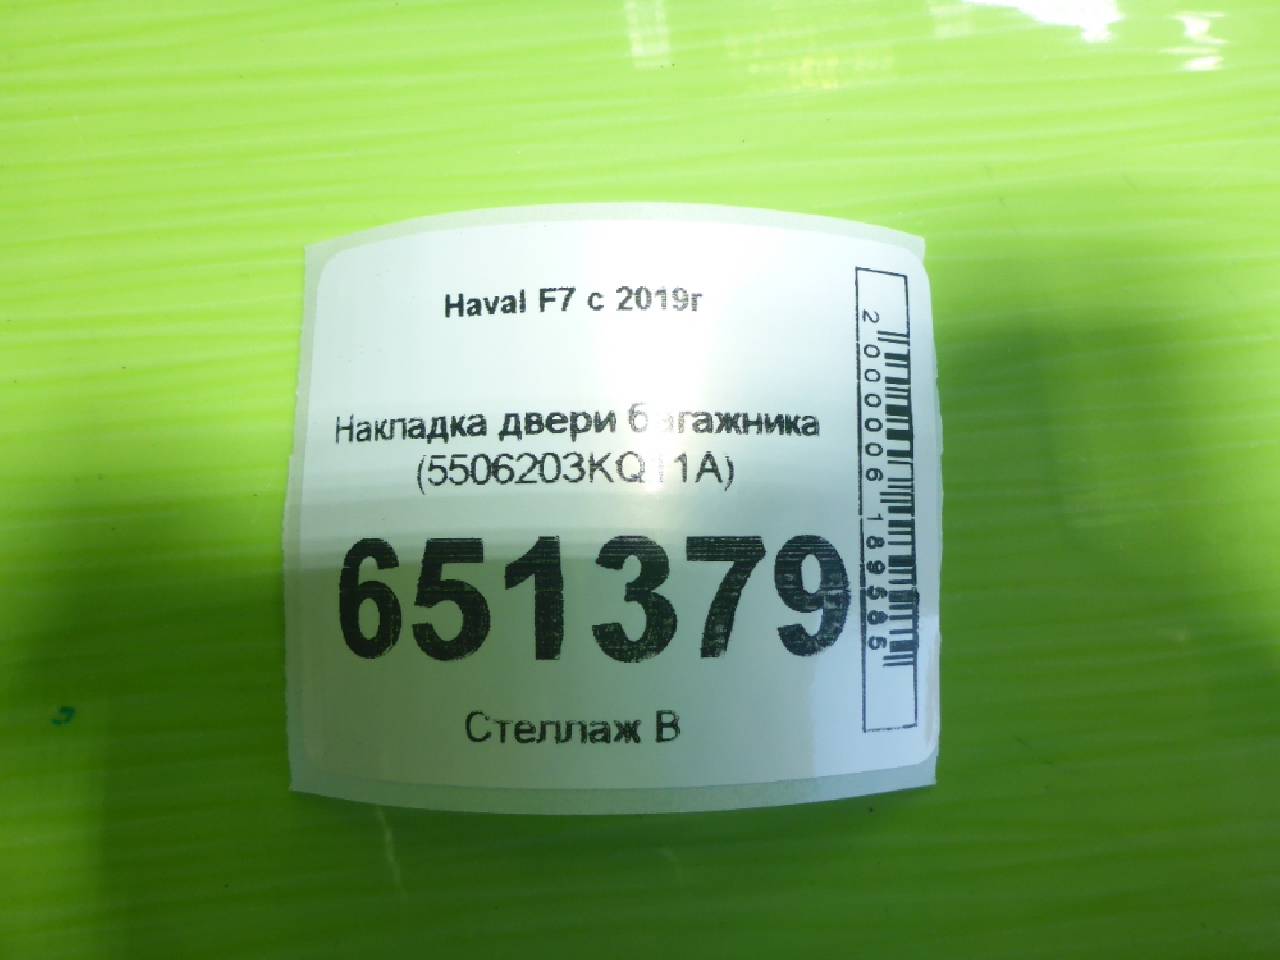 Haval F7 с 2019г
Накладка двери багажника
(5506203KQ11A)
651379
Стеллаж В
2000006189585